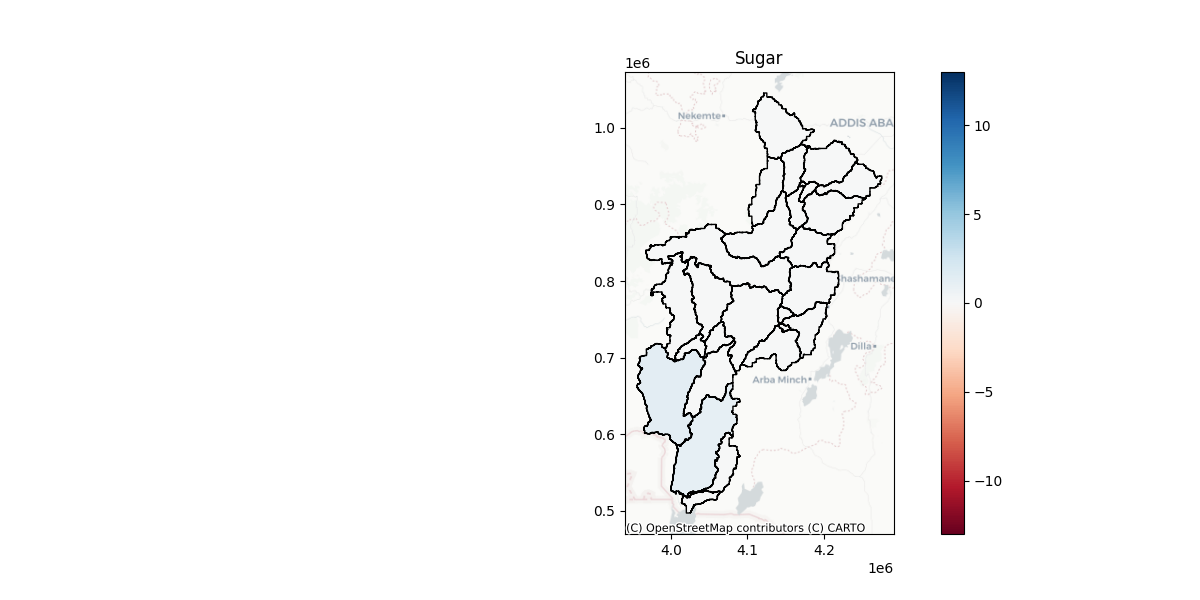 Sugar
1e6
Nekemte
ADDIS ABA
1.0
0.9
0.8
0.7
0.6
0.5
hashamane
Dilla
Arba Minch
(C) OpenStreetMap contributors (C) CARTO
4.0 4.1 4.2
1e6
10
5
0
−5
−10